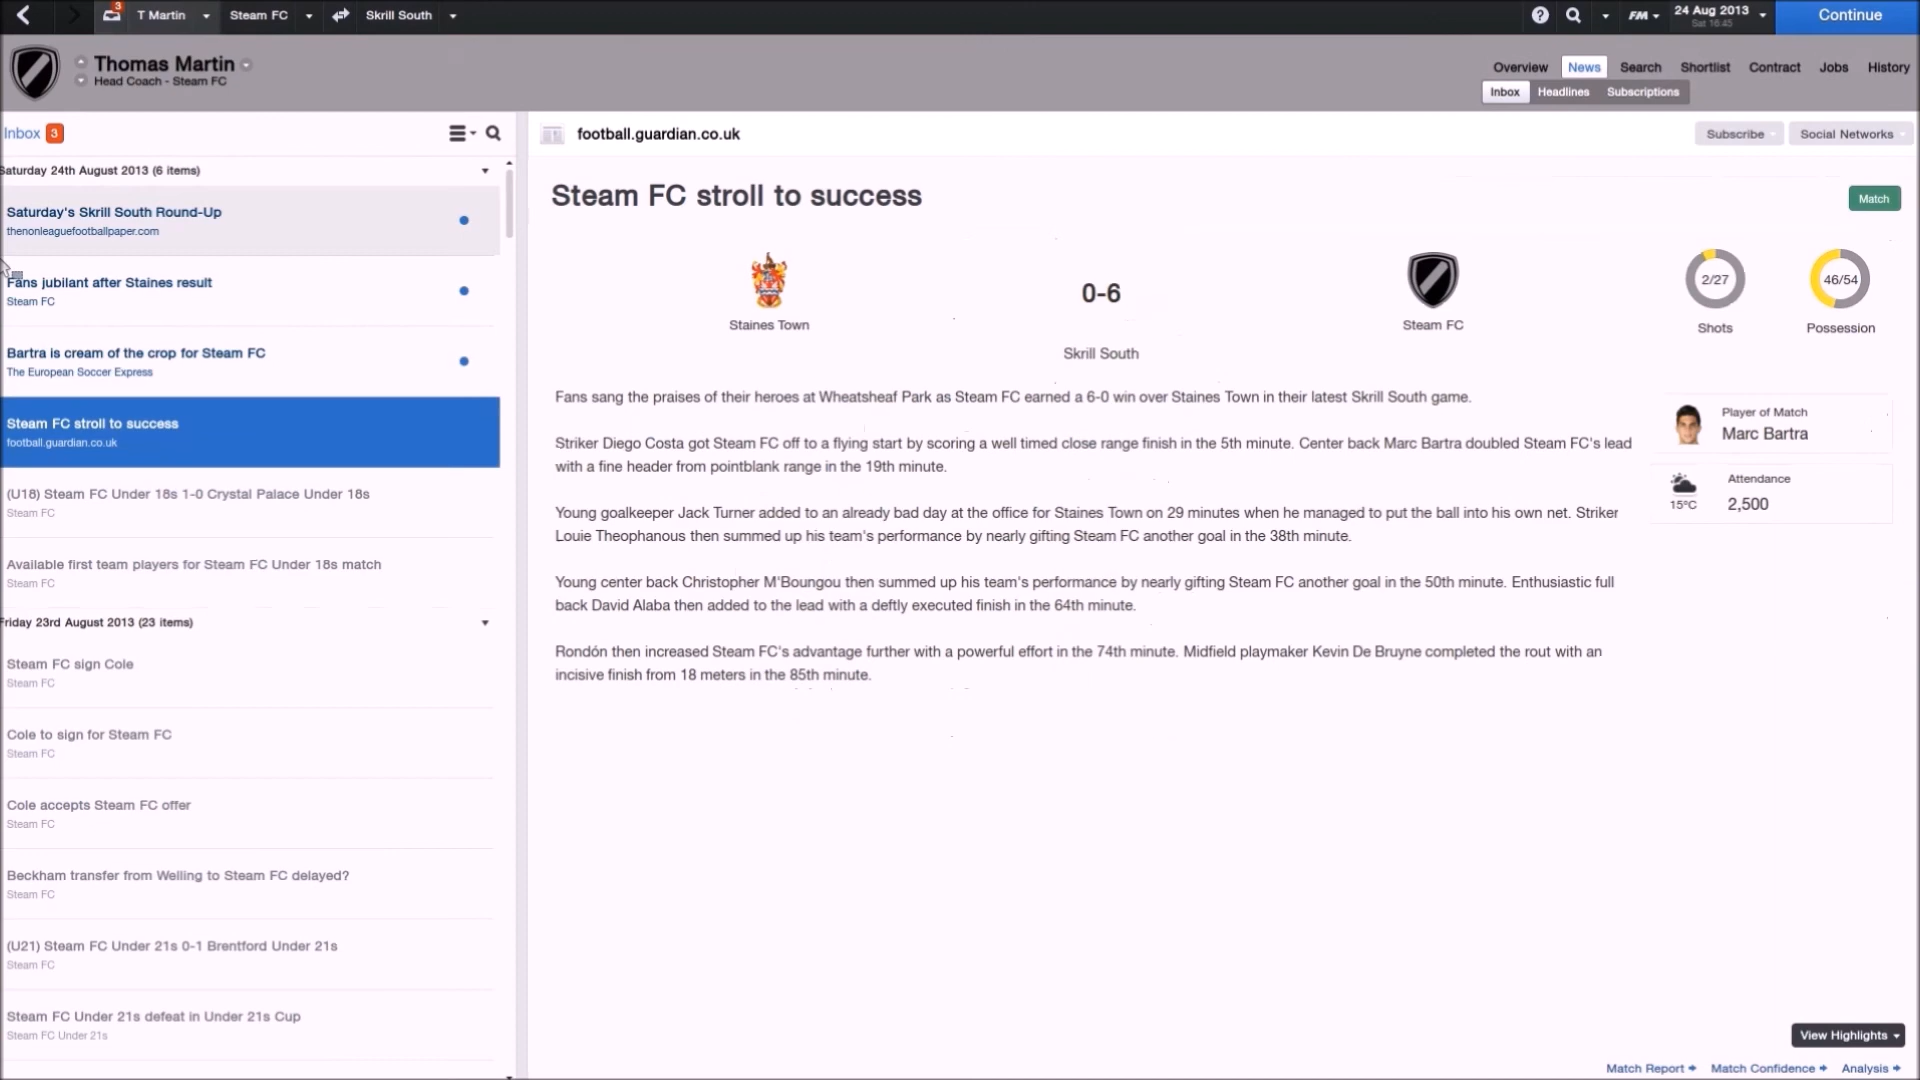 3
T Martin
Steam FC
Skrill South
FM
24 Aug 2013
Sat 16:45
Continue
Thomas Martin
Head Coach - Steam FC
Overview
News
Search
Shortlist
Contract
Jobs
History
Inbox
Headlines
Subscriptions
Inbox 3
Saturday 24th August 2013 (6 items)
Saturday's Skrill South Round-Up
thenonleaguefootballpaper.com
Fans jubilant after Staines result
Steam FC
Bartra is cream of the crop for Steam FC
The European Soccer Express
Steam FC stroll to success
football.guardian.co.uk
(U18) Steam FC Under 18s 1-0 Crystal Palace Under 18s
Steam FC
Available first team players for Steam FC Under 18s match
Steam FC
Friday 23rd August 2013 (23 items)
Steam FC sign Cole
Steam FC
Cole to sign for Steam FC
Steam FC
Cole accepts Steam FC offer
Steam FC
Beckham transfer from Welling to Steam FC delayed?
Steam FC
(U21) Steam FC Under 21s 0-1 Brentford Under 21s
Steam FC
Steam FC Under 21s defeat in Under 21s Cup
Steam FC Under 21s
football.guardian.co.uk
Subscribe
Social Networks
Steam FC stroll to success
Match
Staines Town
0-6
Steam FC
Skrill South
2/27
Shots
46/54
Possession
Fans sang the praises of their heroes at Wheatsheaf Park as Steam FC earned a 6-0 win over Staines Town in their latest Skrill South game.
Striker Diego Costa got Steam FC off to a flying start by scoring a well timed close range finish in the 5th minute. Center back Marc Bartra doubled Steam FC's lead
with a fine header from pointblank range in the 19th minute.
Young goalkeeper Jack Turner added to an already bad day at the office for Staines Town on 29 minutes when he managed to put the ball into his own net. Striker
Louie Theophanous then summed up his team's performance by nearly gifting Steam FC another goal in the 38th minute.
Young center back Christopher M'Boungou then summed up his team's performance by nearly gifting Steam FC another goal in the 50th minute. Enthusiastic full
back David Alaba then added to the lead with a deftly executed finish in the 64th minute.
Rondón then increased Steam FC's advantage further with a powerful effort in the 74th minute. Midfield playmaker Kevin De Bruyne completed the rout with an
incisive finish from 18 meters in the 85th minute.
Player of Match
Marc Bartra
15°C
Attendance
2,500
View Highlights
Match Report
Match Confidence
Analysis